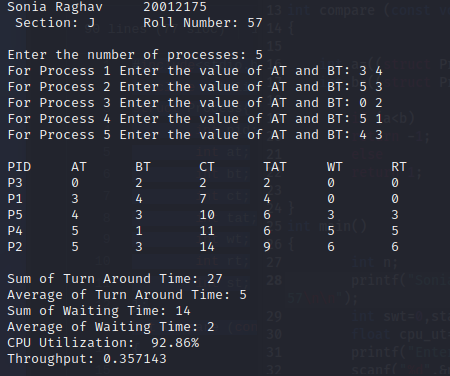 Sonia Raghav 20012175
Section: J Roll Number: 57
Enter the number of processes: 5
For Process 1 Enter the value of AT and BT: 3 4
For Process 2 Enter the value of AT and BT: 5 3
For Process 3 Enter the value of AT and BT: 0 2
For Process 4 Enter the value of AT and BT: 5 1
For Process 5 Enter the value of AT and BT: 4 3
PID AT BT CT TAT WT RT
P3 0 2 2 2 0 0
P1 3 4 7 4 0 0
P5 4 3 10 6 3 3
P4 5 1 11 6 5 5
P2 5 3 14 9 6 6
Sum of Turn Around Time: 27
Average of Turn Around Time: 5
Sum of Waiting Time: 14
Average of Waiting Time: 2
CPU Utilization: 92.86%
Throughput: 0.357143